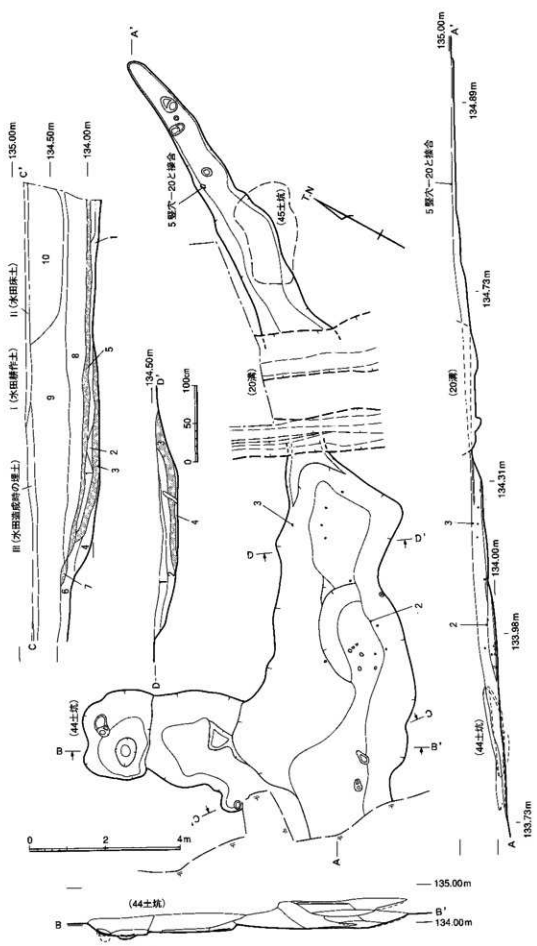 C
C'
135.00m
134.50m
134.00m
III (水田造成時の埋土)
I (水田耕作土)
II (水田床土)
10
9
8
7
6
5
4
3
2
1
A'
5竪穴-20と接合
(45土坑)
T.N
(20溝)
D
D'
134.50m
0 50 100cm
4
2
3
D
D'
2
(44土坑)
B
B'
C
C'
A
0 2 4m
A'
135.00m
134.89m
5竪穴-20と接合
134.73m
(20溝)
134.31m
3
134.00m
2
133.98m
(44土坑)
133.73m
A
B
B'
(44土坑)
135.00m
134.00m